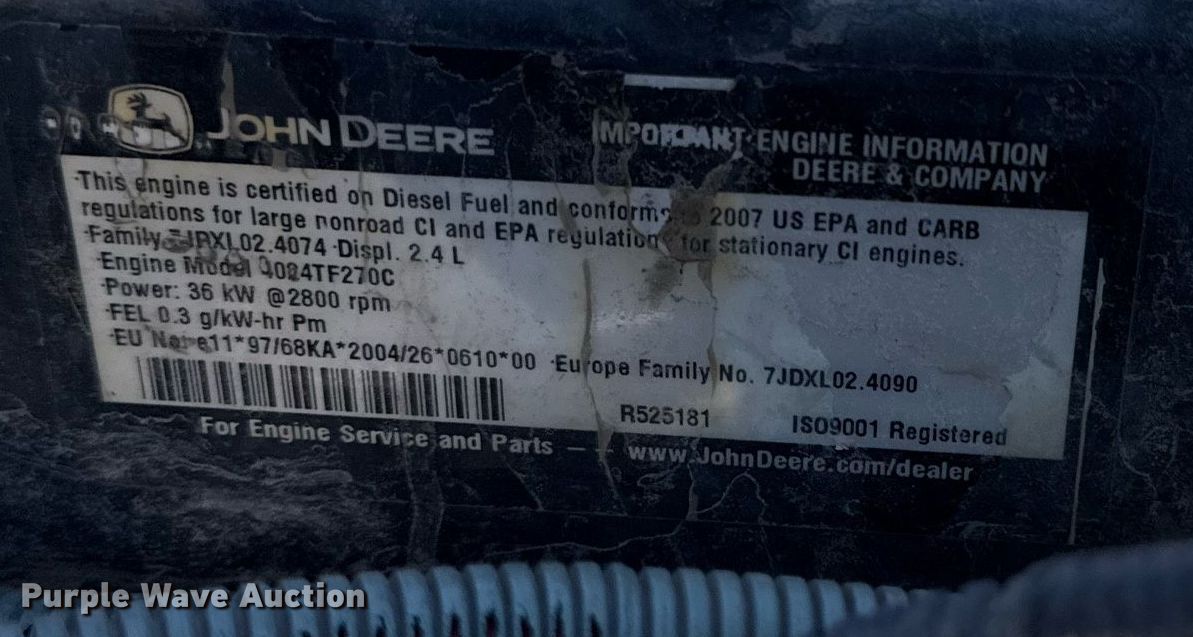 JOHN DEERE
IMPORTANT ENGINE INFORMATION
DEERE & COMPANY
·This engine is certified on Diesel Fuel and conforms 2007 US EPA and CARB
regulations for large nonroad CI and EPA regulation for stationary CI engines.
·Family ·Displ. 2.4 L
·Engine Model 4024TF270C
·Power: 36 kW @2800 rpm
·FEL 0.3 g/kW-hr Pm
·EU e11*97/68KA*2004/26*0610*00 ·Europe Family No. 7JDXL02.4090
R525181
ISO9001 Registered
For Engine Service and Parts — www.JohnDeere.com/dealer
Purple Wave Auction